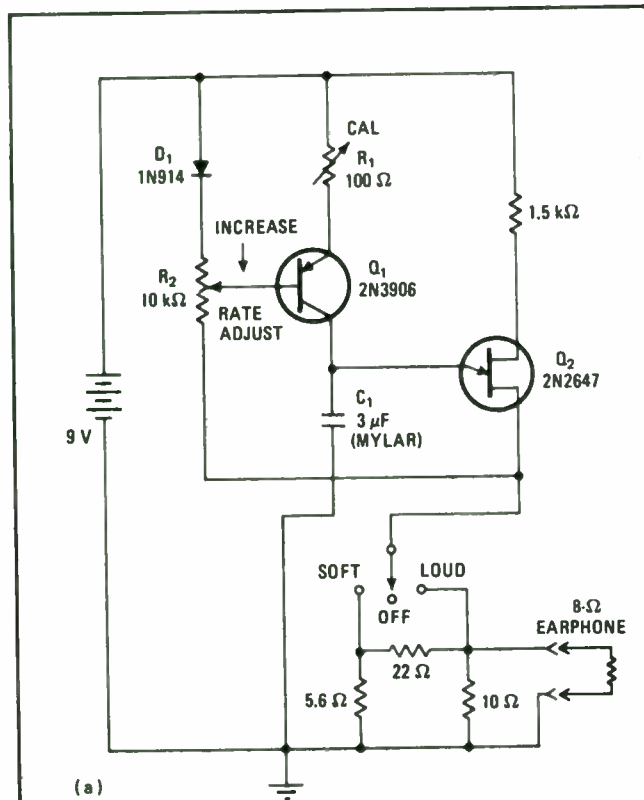 CAL
D₁
1N914
R₁
100 Ω
1.5 kΩ
INCREASE
R₂
10 kΩ
Q₁
2N3906
RATE
ADJUST
Q₂
2N2647
C₁
3 μF
(MYLAR)
9 V
SOFT
LOUD
OFF
8-Ω
EARPHONE
22 Ω
5.6 Ω
10 Ω
(a)